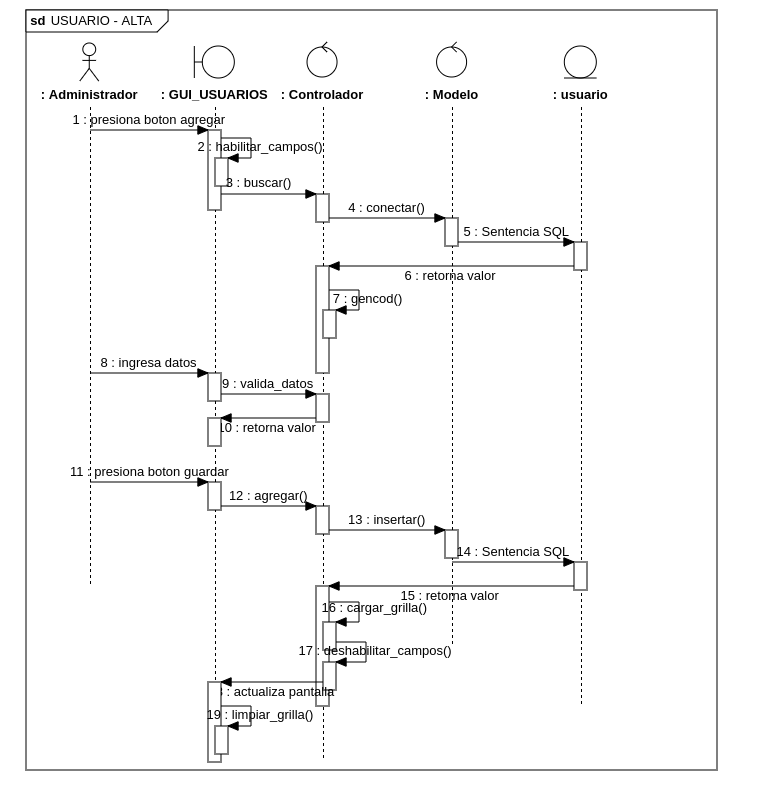 sd USUARIO - ALTA
: Administrador : GUI_USUARIOS : Controlador : Modelo : usuario
1 : presiona boton agregar
2 : habilitar_campos()
3 : buscar()
4 : conectar()
5 : Sentencia SQL
6 : retorna valor
7 : gencod()
8 : ingresa datos
9 : valida_datos
10 : retorna valor
11 : presiona boton guardar
12 : agregar()
13 : insertar()
14 : Sentencia SQL
15 : retorna valor
16 : cargar_grilla()
17 : deshabilitar_campos()
: actualiza pantalla
19 : limpiar_grilla()